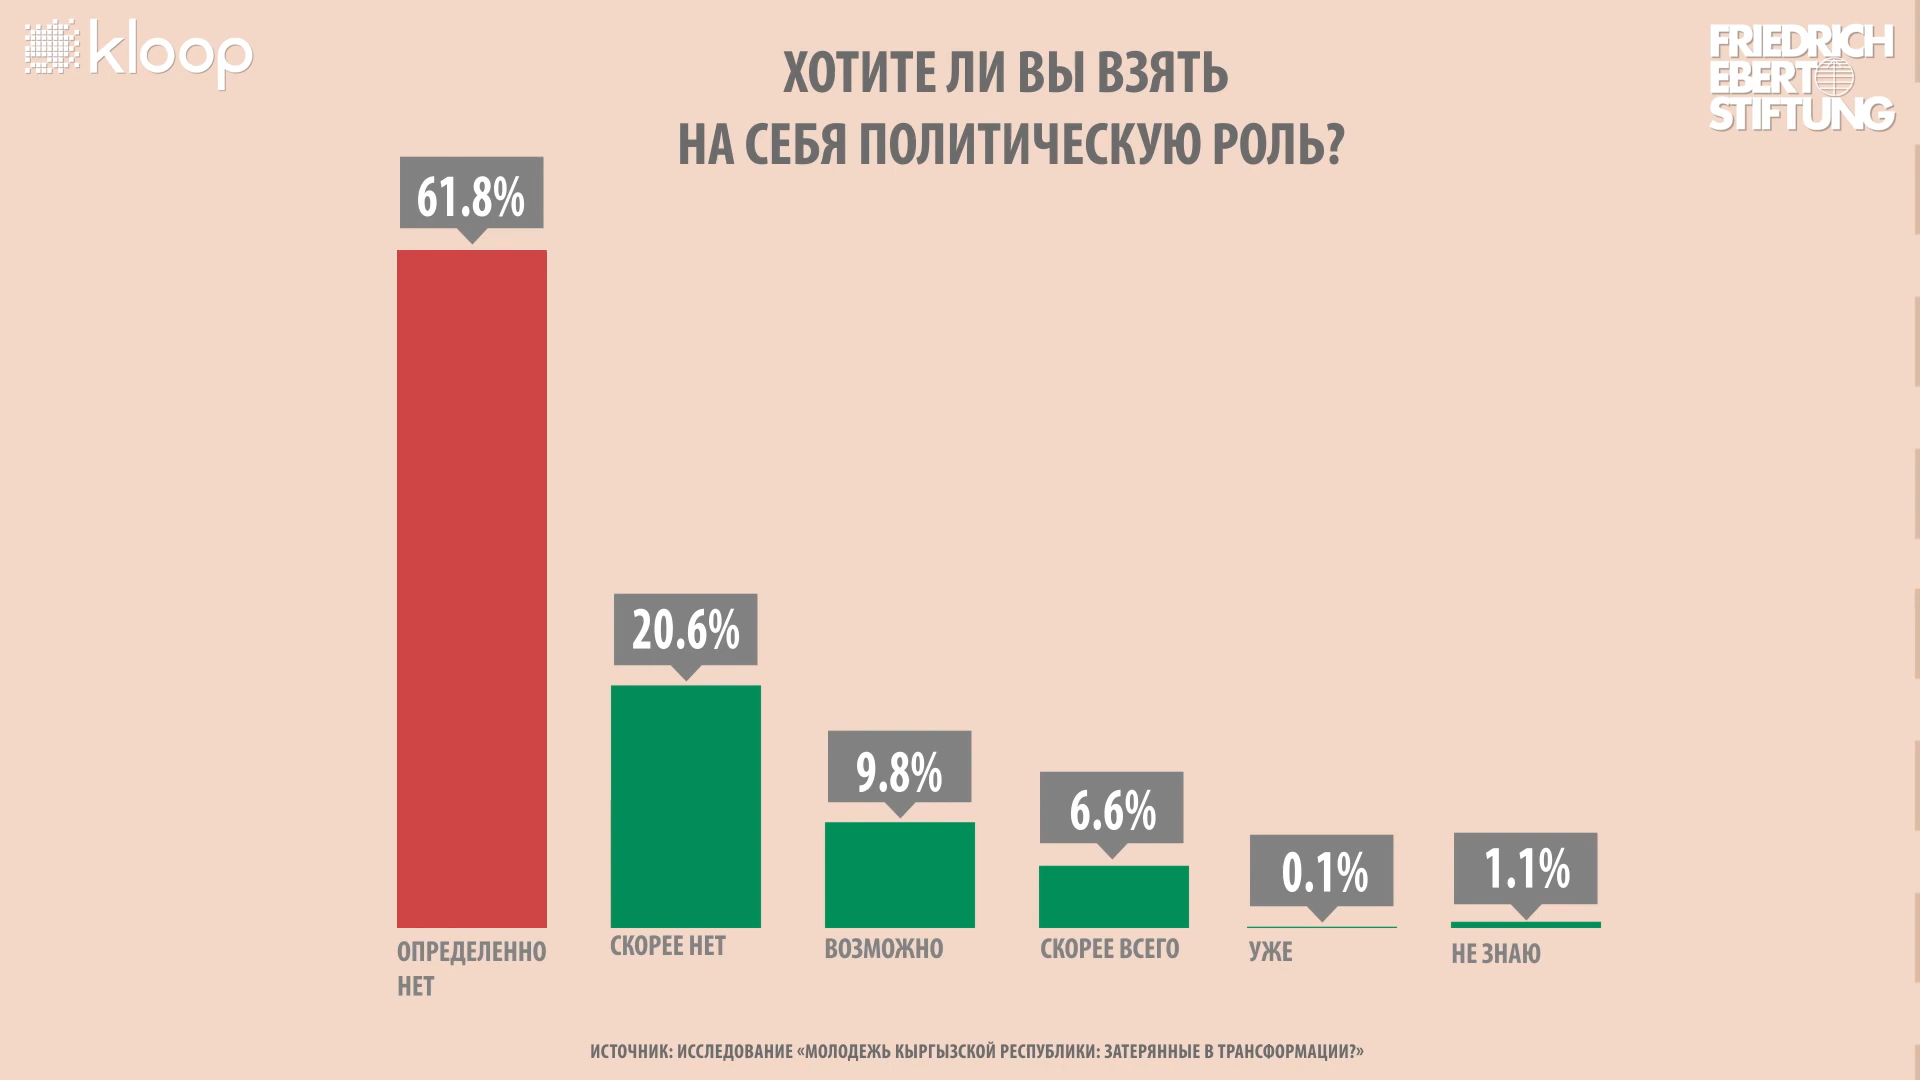 kloop
FRIEDRICH
EBERT
STIFTUNG
ХОТИТЕ ЛИ ВЫ ВЗЯТЬ
НА СЕБЯ ПОЛИТИЧЕСКУЮ РОЛЬ?
61.8%
20.6%
9.8%
6.6%
0.1%
1.1%
ОПРЕДЕЛЕННО
НЕТ
СКОРЕЕ НЕТ
ВОЗМОЖНО
СКОРЕЕ ВСЕГО
УЖЕ
НЕ ЗНАЮ
ИСТОЧНИК: ИССЛЕДОВАНИЕ «МОЛОДЕЖЬ КЫРГЫЗСКОЙ РЕСПУБЛИКИ: ЗАТЕРЯННЫЕ В ТРАНСФОРМАЦИИ?»